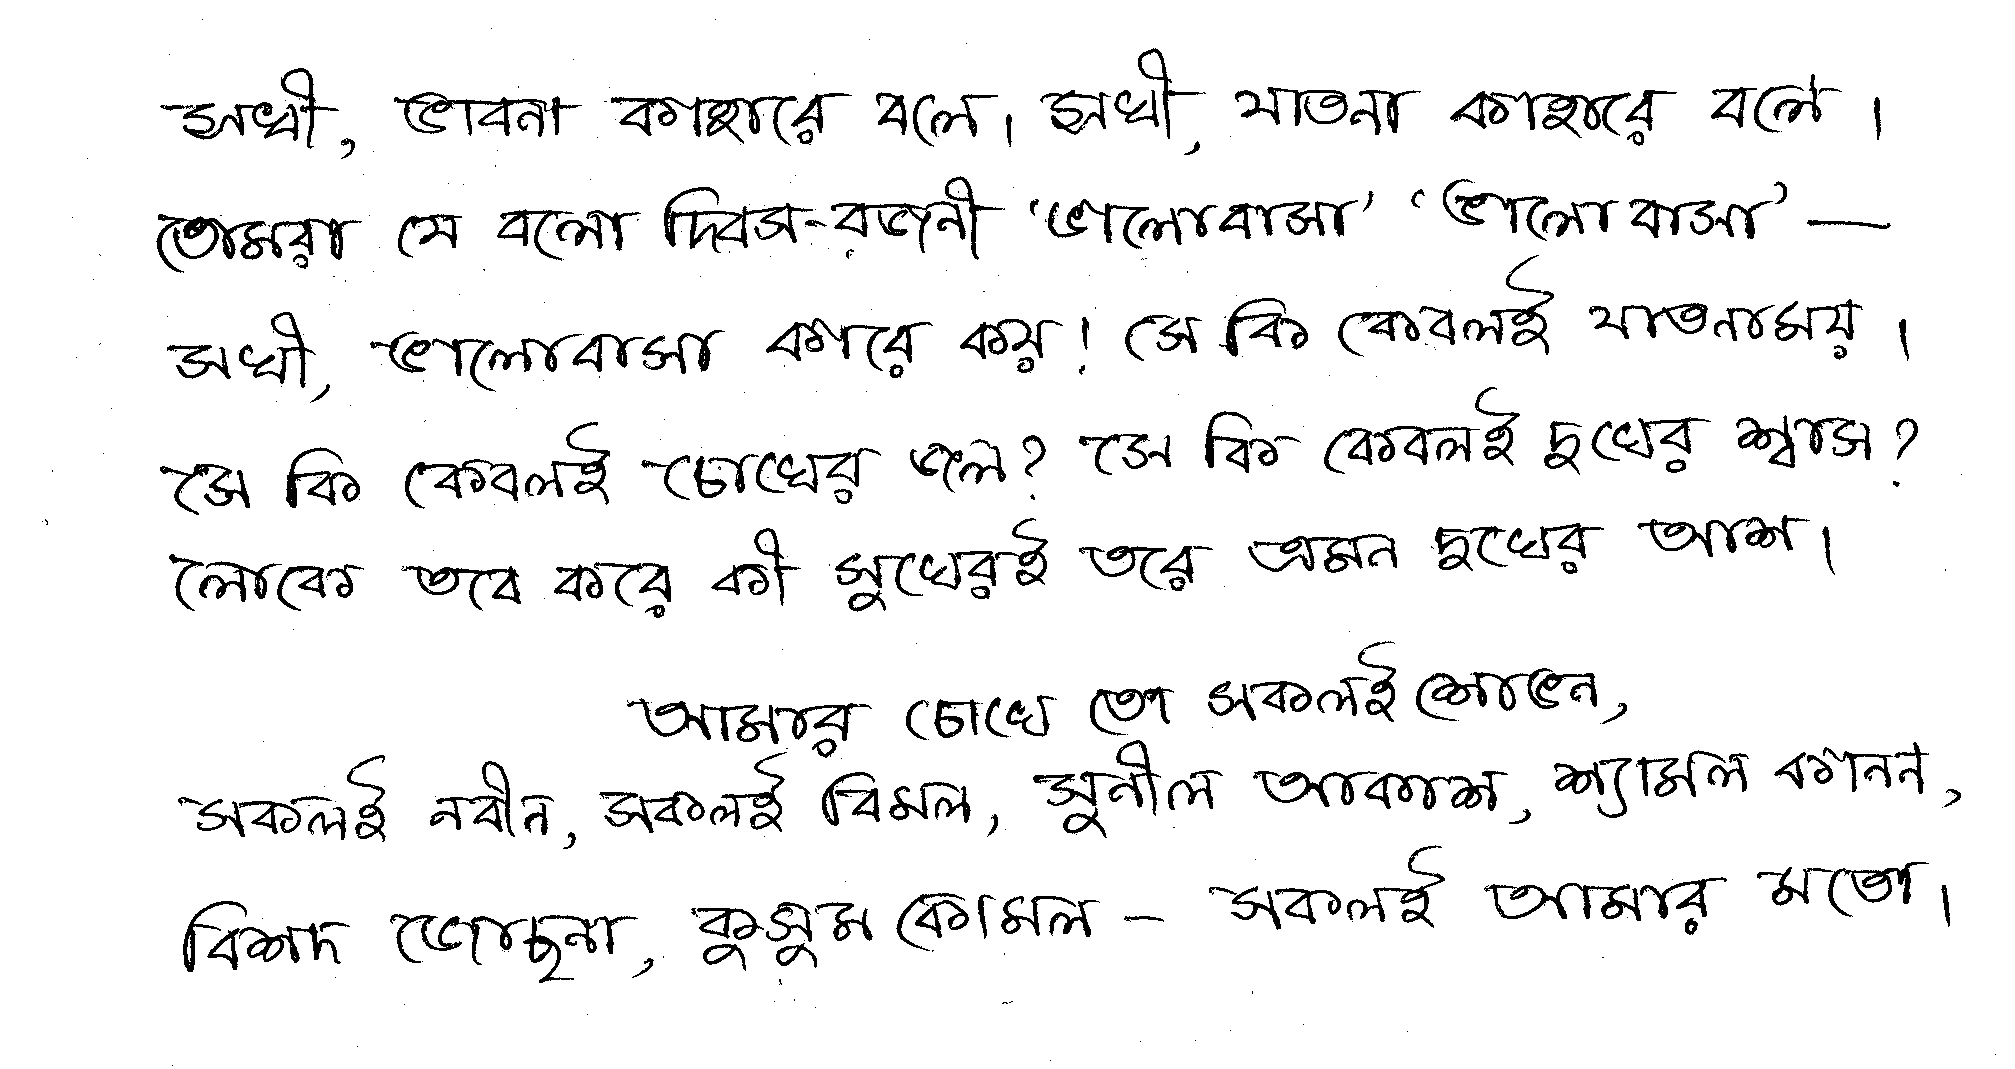 সখী, ভাবনা কাহারে বলে। সখী, যাতনা কাহারে বলে।
তোমরা যে বলো দিবস-রজনী ‘ভালোবাসা’ ‘ভালোবাসা’ —
সখী, ভালোবাসা কারে কয়! সে কি কেবলই যাতনাময়।
সে কি কেবলই চোখের জল? সে কি কেবলই দুখের শ্বাস?
লোকে তবে করে কী সুখেরই তরে এমন দুখের আশ।
আমার চোখে তো সকলই শোভন,
সকলই নবীন, সকলই বিমল, সুনীল আকাশ, শ্যামল কানন,
বিশদ জোছনা, কুসুম কোমল – সকলই আমার মতো।